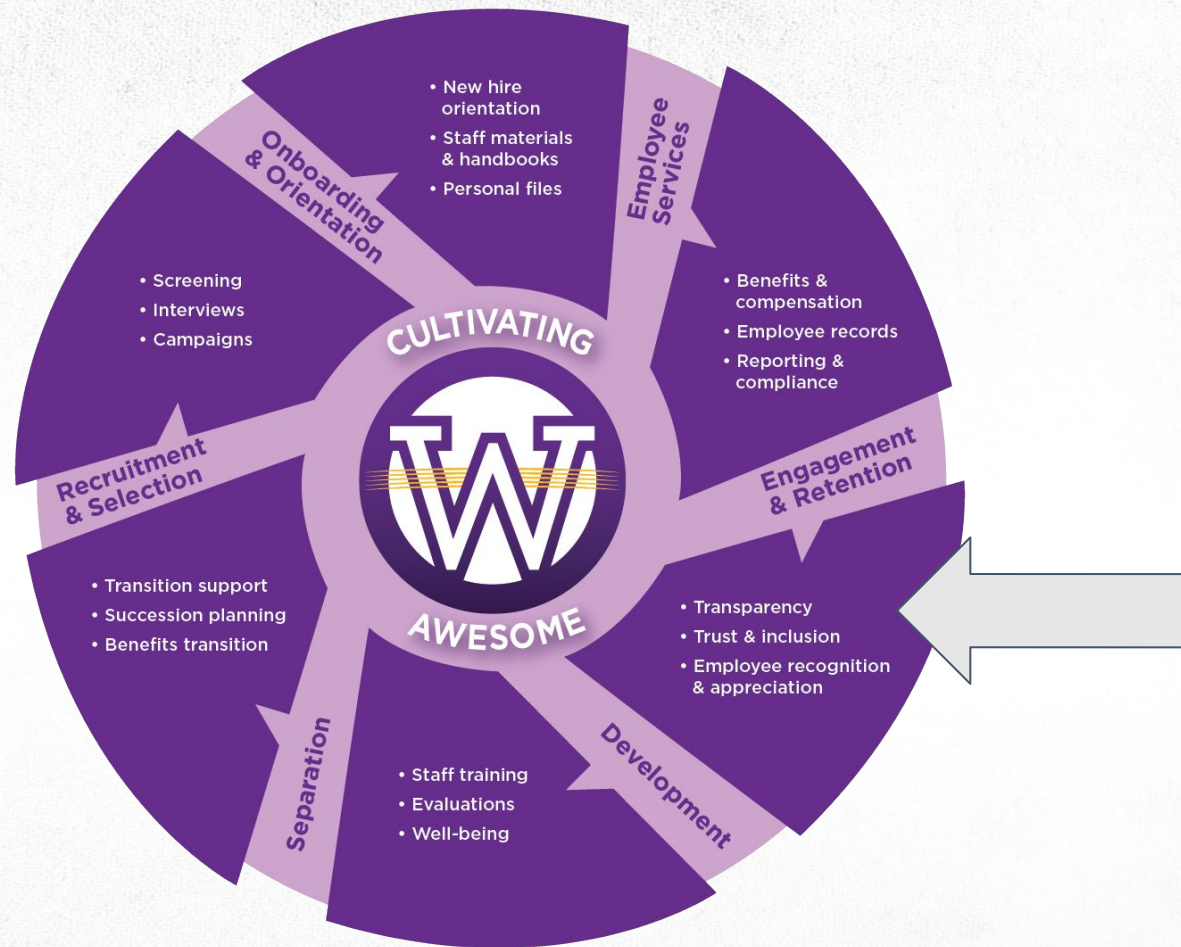 CULTIVATING
W
AWESOME
Recruitment
& Selection
• Screening
• Interviews
• Campaigns
Onboarding
& Orientation
• New hire
orientation
• Staff materials
& handbooks
• Personal files
Employee
Services
• Benefits &
compensation
• Employee records
• Reporting &
compliance
Engagement
& Retention
• Transparency
• Trust & inclusion
• Employee recognition
& appreciation
Development
• Staff training
• Evaluations
• Well-being
Separation
• Transition support
• Succession planning
• Benefits transition